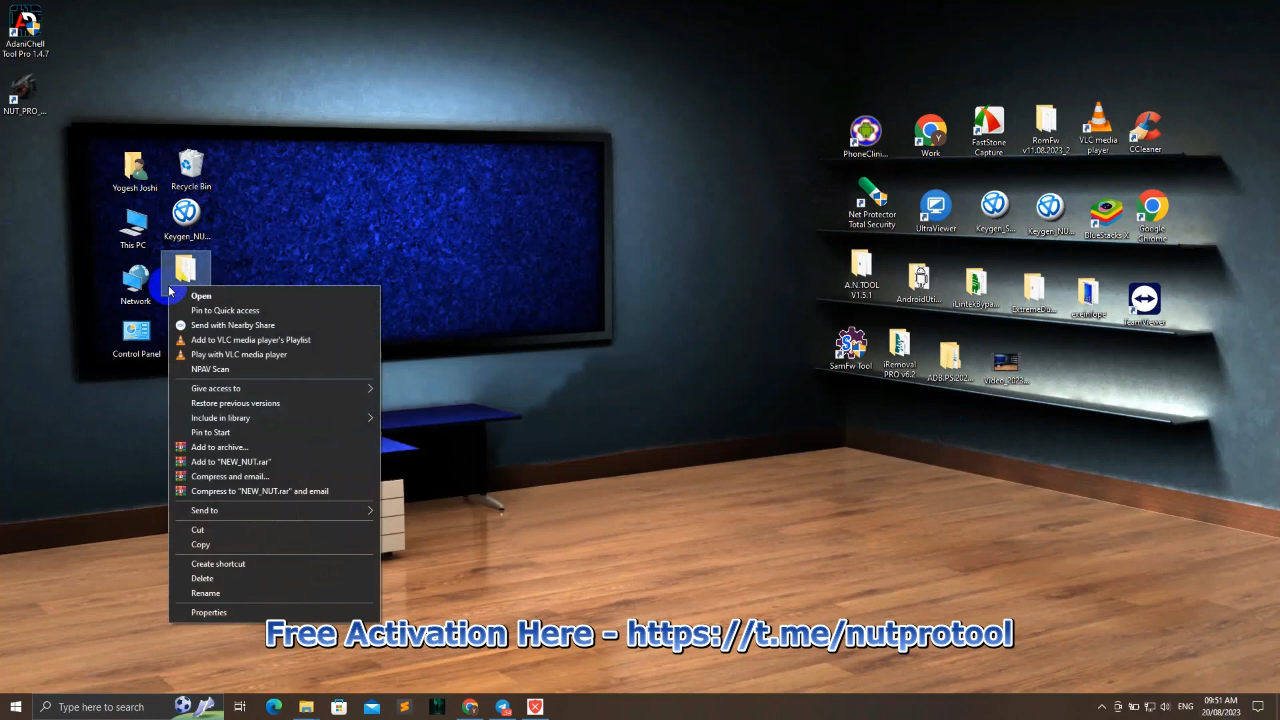 AdaniChell
Tool Pro 1.4.7
NUT_PRO_...
Yogesh Joshi
Recycle Bin
This PC
Keygen_NU...
Network
Control Panel
Open
Pin to Quick access
Send with Nearby Share
Add to VLC media player's Playlist
Play with VLC media player
NPAV Scan
Give access to
Restore previous versions
Include in library
Pin to Start
Add to archive...
Add to "NEW_NUT.rar"
Compress and email...
Compress to "NEW_NUT.rar" and email
Send to
Cut
Copy
Create shortcut
Delete
Rename
Properties
PhoneClini...
Work
FastStone
Capture
RomFw
v11.08.2023_2
VLC media
player
CCleaner
Net Protector
Total Security
UltraViewer
Keygen_S...
Keygen_NU...
BlueStacks X
Google
Chrome
A.N.TOOL
V1.5.1
AndroidUti...
iLimtekBypa...
ExtremeDu...
exeinfope
TeamViewer
SamFw Tool
iRemoval
PRO v6.2
ADB.PS.202...
Video_2023...
Free Activation Here - https://t.me/nutprotool
Type here to search
ENG
09:51 AM
20/08/2023